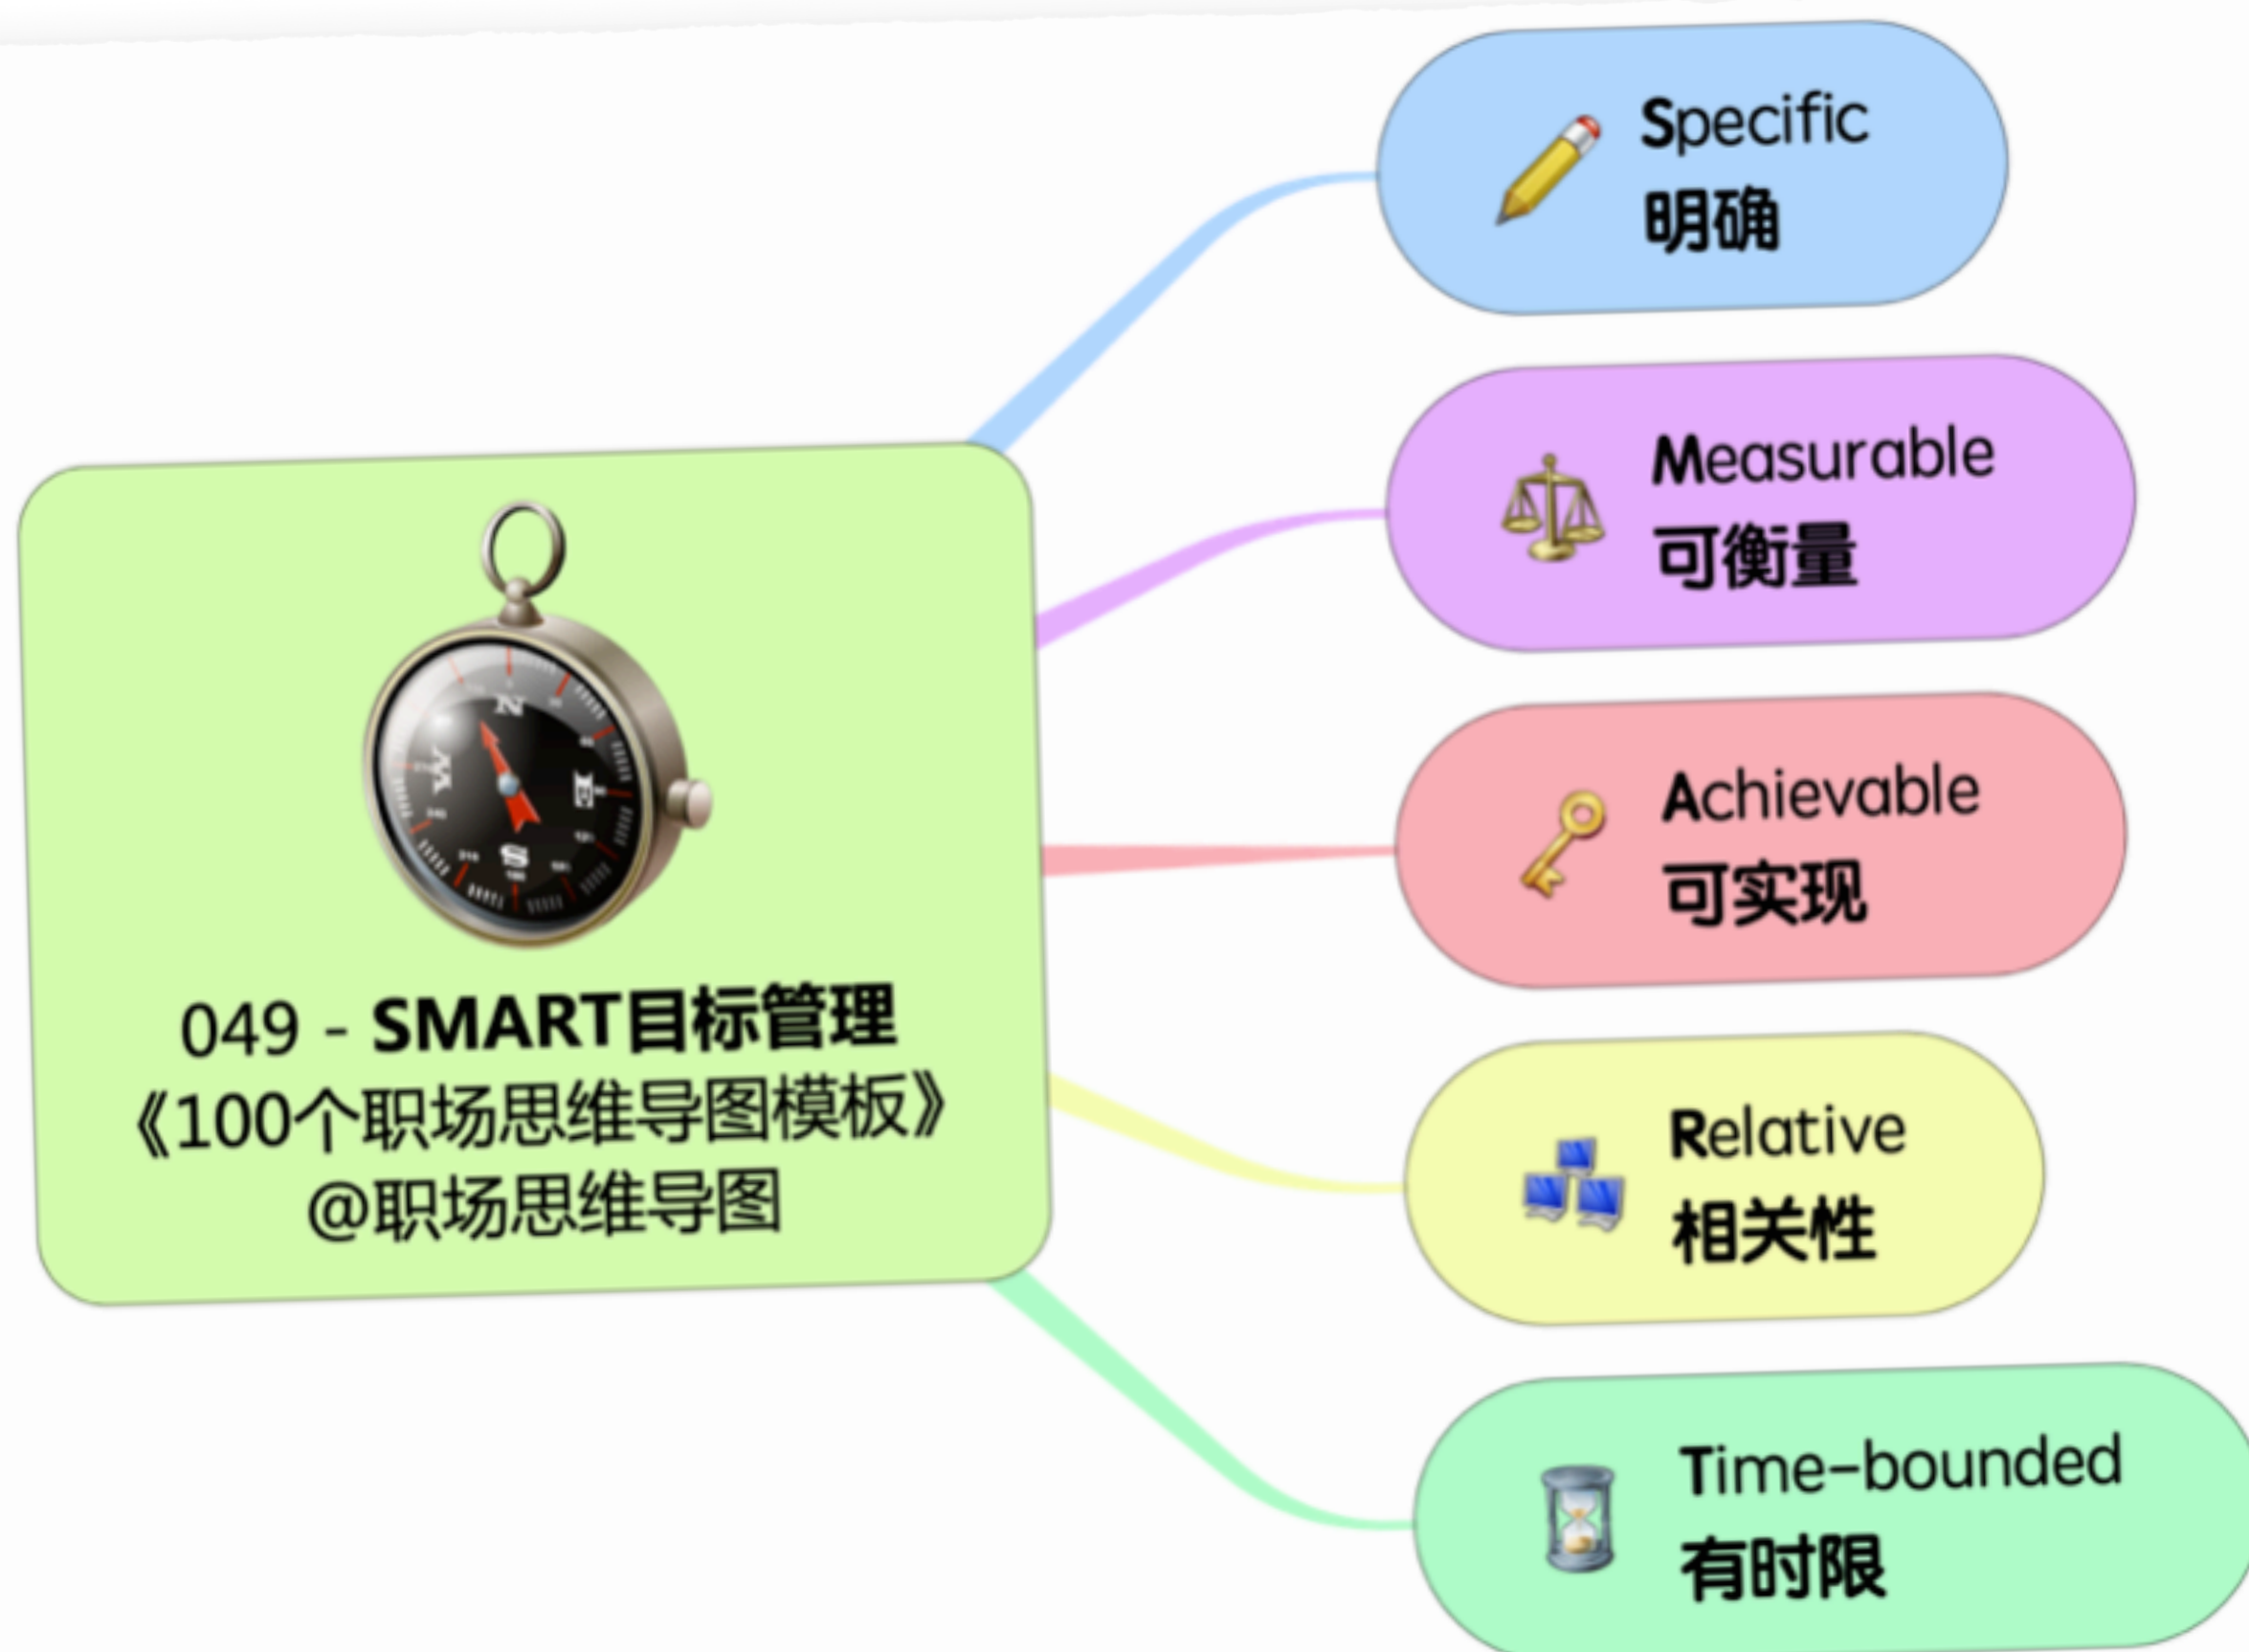 Specific
明确
Measurable
可衡量
Achievable
可实现
049 - SMART目标管理
《100个职场思维导图模板》
@职场思维导图
Relative
相关性
Time-bounded
有时限
N
E
S
W